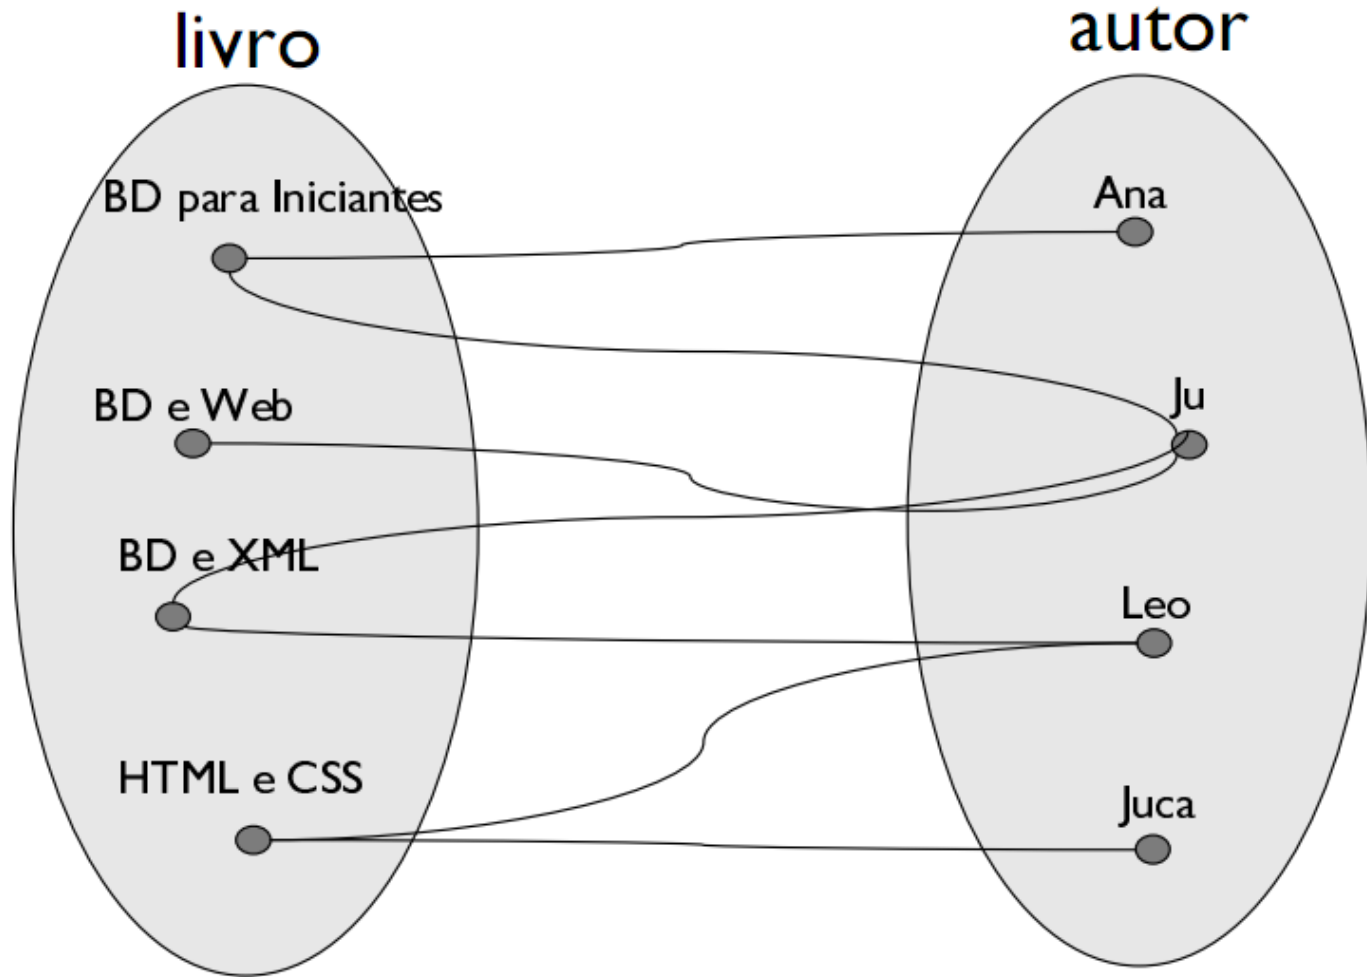 livro
autor
BD para Iniciantes
Ana
BD e Web
Ju
BD e XML
Leo
HTML e CSS
Juca